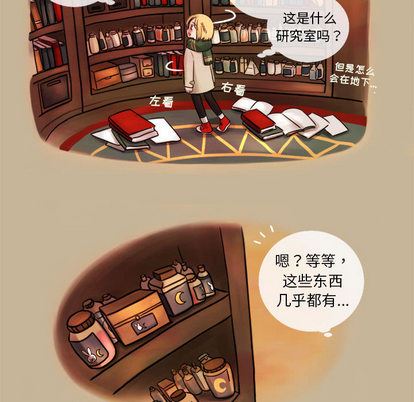 这是什么
研究室吗？
但是怎么
会在地下...
左看
右看
嗯？等等，
这些东西
几乎都有...